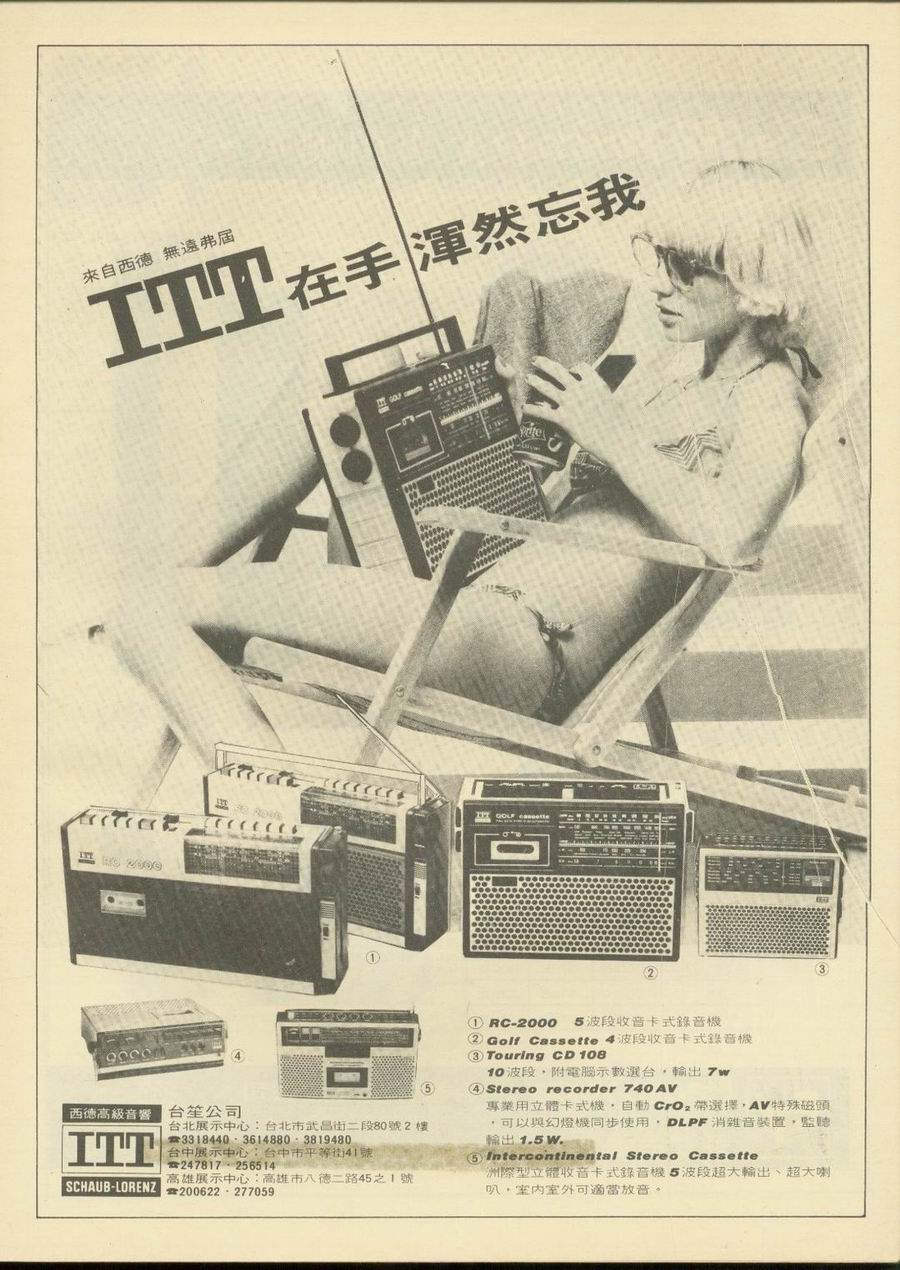 來自西德 無遠弗屆
ITT在手 渾然忘我
ITT GOLF cassette
ITT RC 2000
ITT GOLF cassette
ITT
①
②
③
④
⑤
① RC-2000 5波段收音卡式錄音機
② Golf Cassette 4波段收音卡式錄音機
③ Touring CD 108
10波段，附電腦示數選台，輸出 7w
④ Stereo recorder 740 AV
專業用立體卡式機，自動 CrO₂ 帶選擇，AV特殊磁頭
，可以與幻燈機同步使用，DLPF 消雜音裝置，監聽
輸出 1.5W.
⑤ Intercontinental Stereo Cassette
洲際型立體收音卡式錄音機 5波段超大輸出、超大喇
叭，室內室外可適當放音。
西德高級音響
ITT
SCHAUB-LORENZ
台笙公司
台北展示中心：台北市武昌街二段80號2樓
☎3318440・3614880・3819480
台中展示中心：台中市平等街41號
☎247817・256514
高雄展示中心：高雄市八德二路45之1號
☎200622・277059